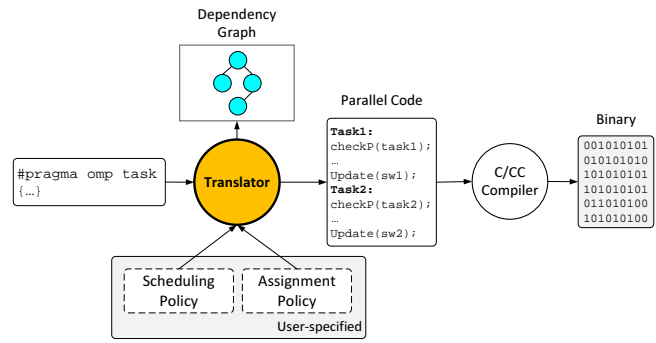 Dependency
Graph
#pragma omp task
{…}
Translator
Scheduling
Policy
Assignment
Policy
User-specified
Parallel Code
Task1:
checkP(task1);
…
Update(sw1);
Task2:
checkP(task2);
…
Update(sw2);
C/CC
Compiler
Binary
001010101
010101010
101010101
101010101
011010100
101010100